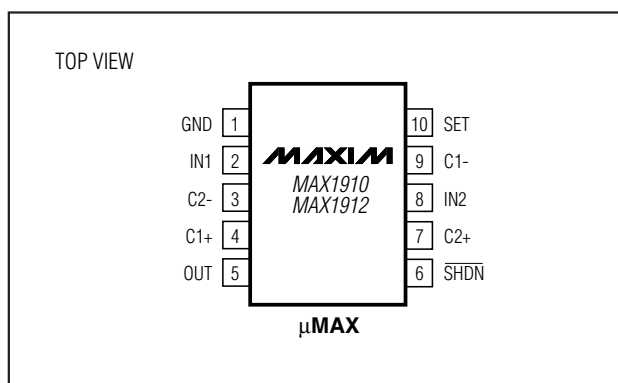 TOP VIEW
GND 1 10 SET
IN1 2 MAXIM 9 C1-
MAX1910
C2- 3 MAX1912 8 IN2
C1+ 4 7 C2+
OUT 5 6 SHDN
µMAX